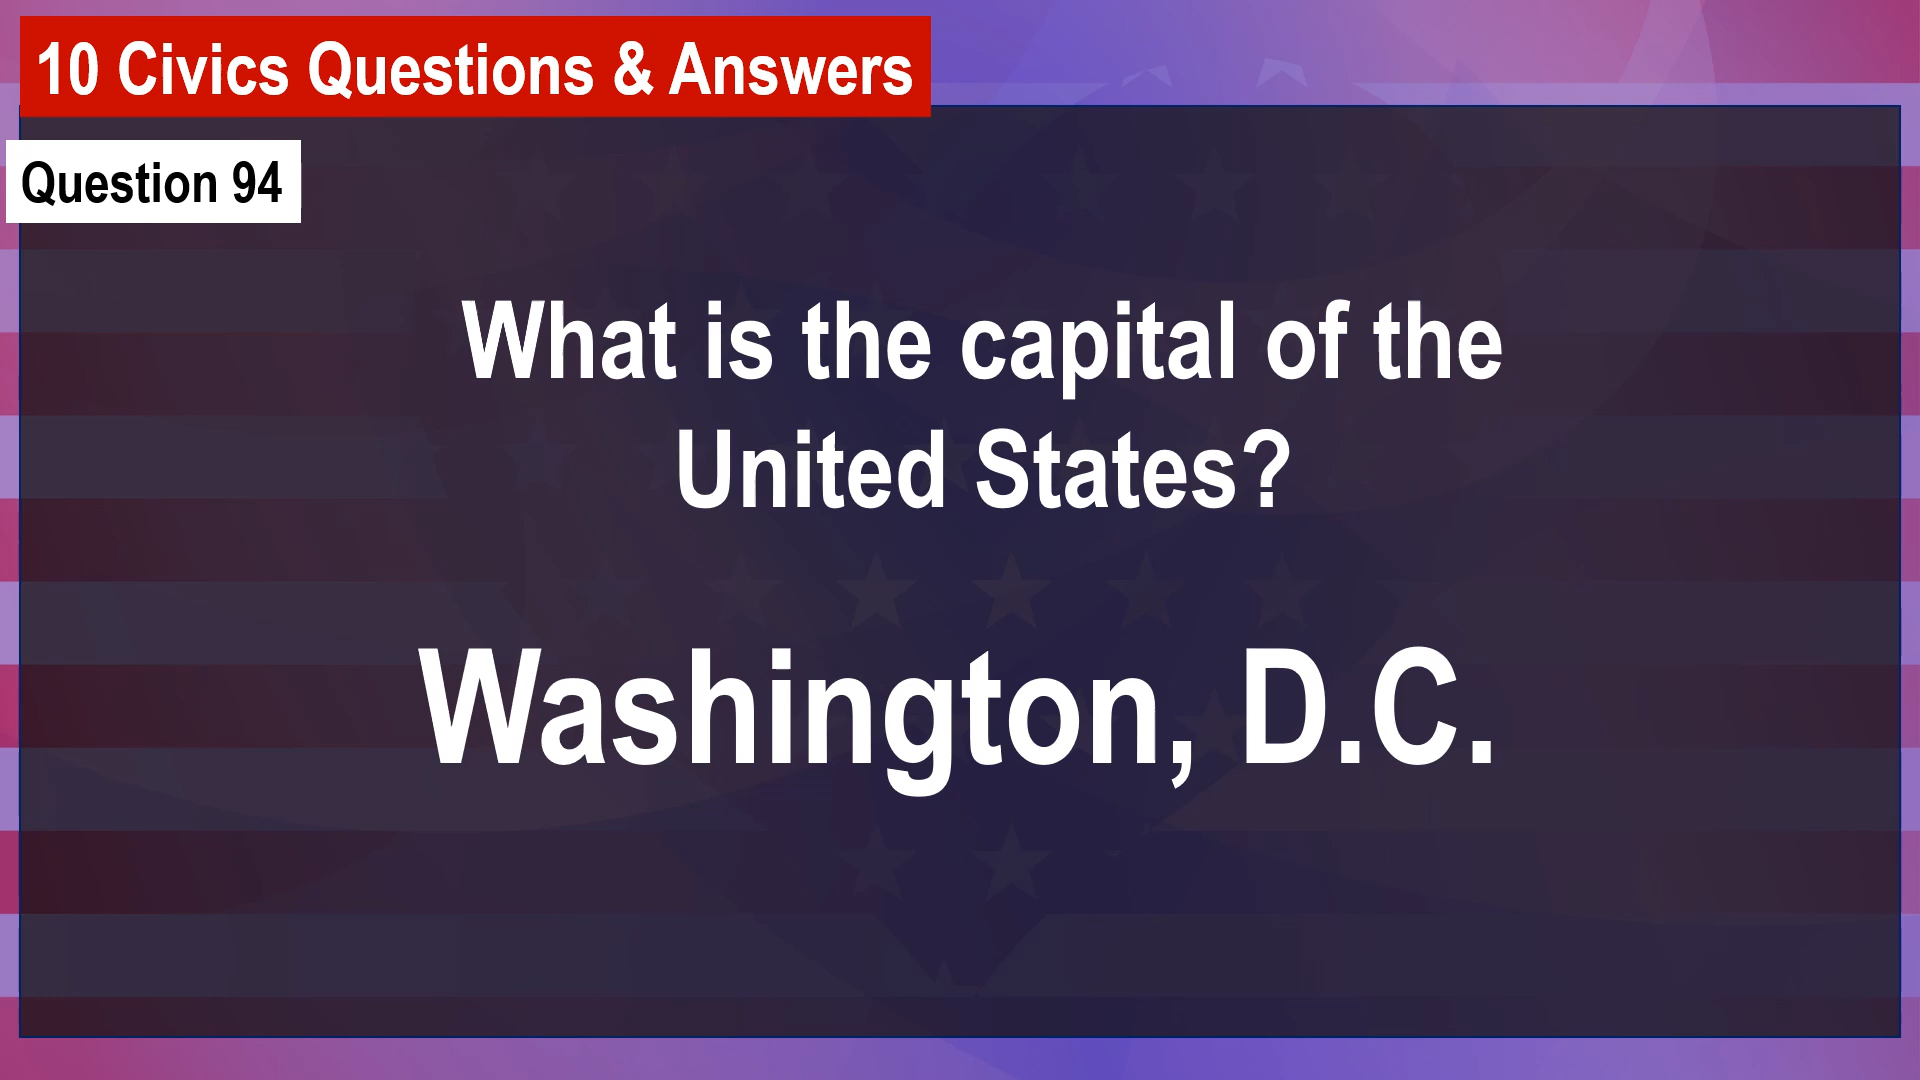 10 Civics Questions & Answers
Question 94
What is the capital of the
United States?
Washington, D.C.